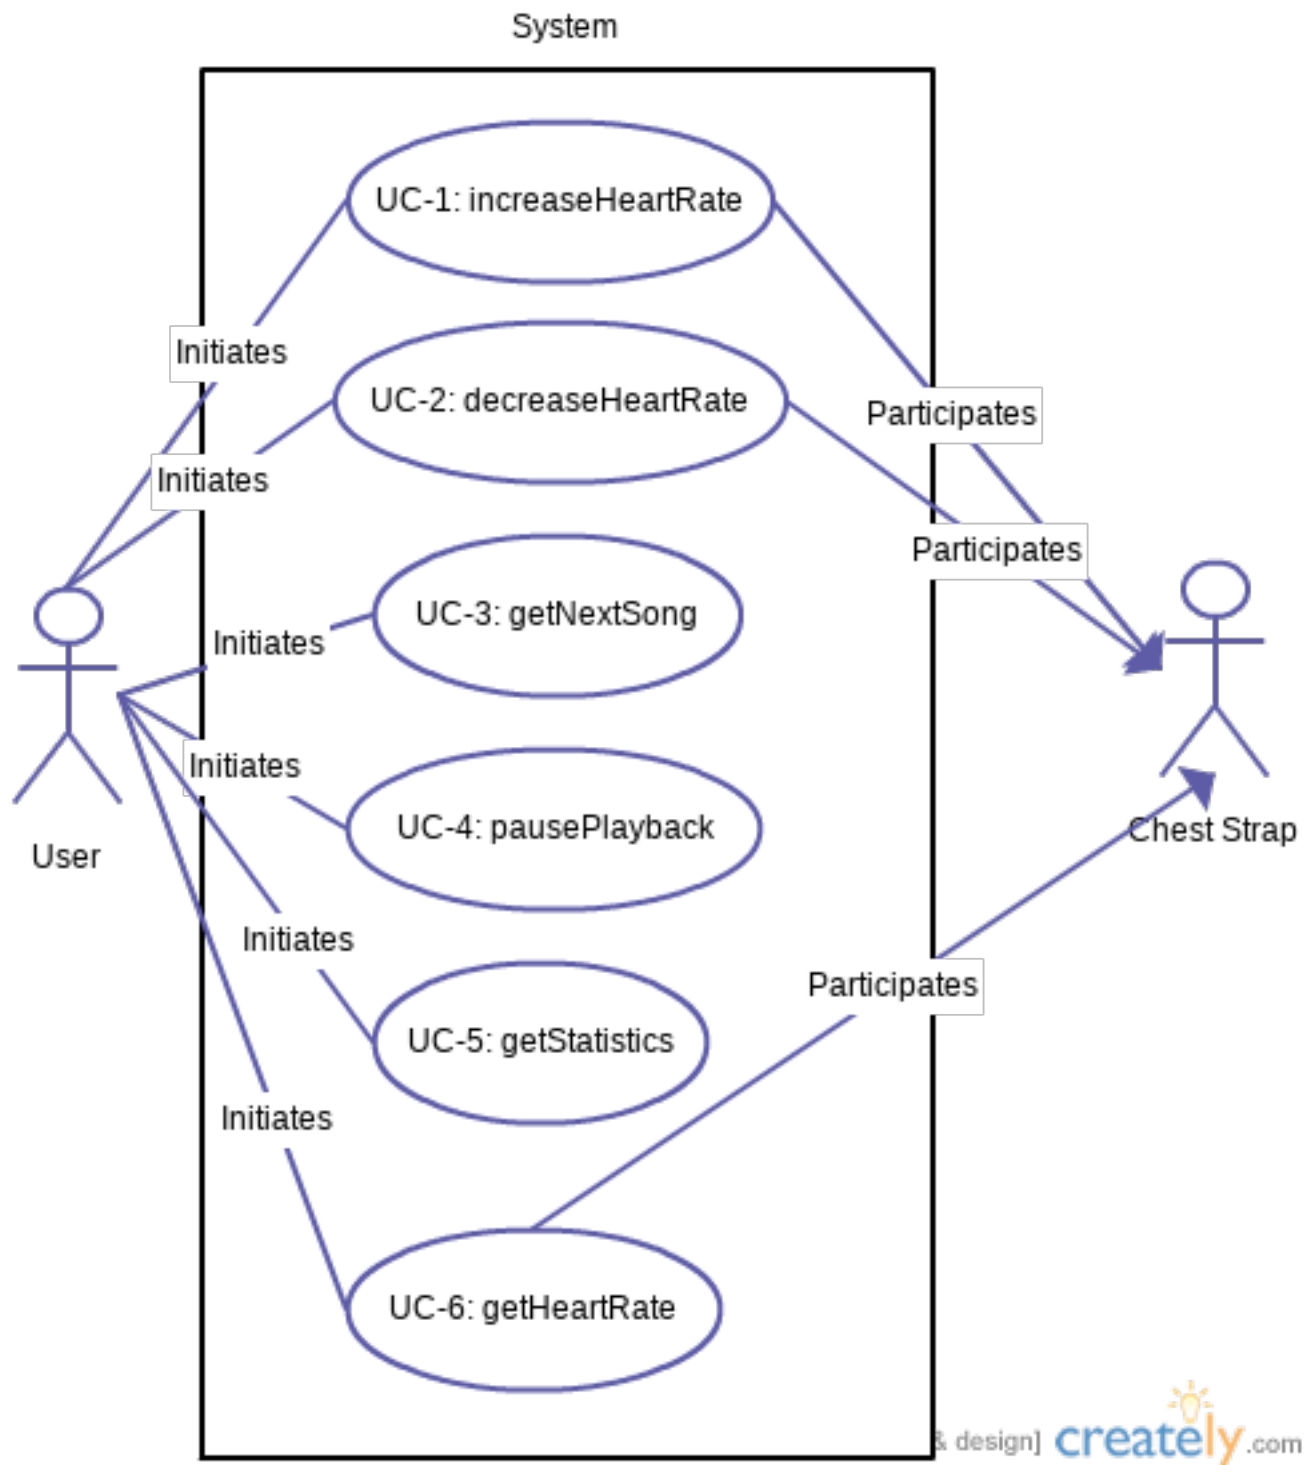 System
UC-1: increaseHeartRate
Initiates
UC-2: decreaseHeartRate
Participates
Initiates
Participates
UC-3: getNextSong
Initiates
Initiates
UC-4: pausePlayback
Chest Strap
User
Initiates
Participates
UC-5: getStatistics
Initiates
UC-6: getHeartRate
& design] creately.com